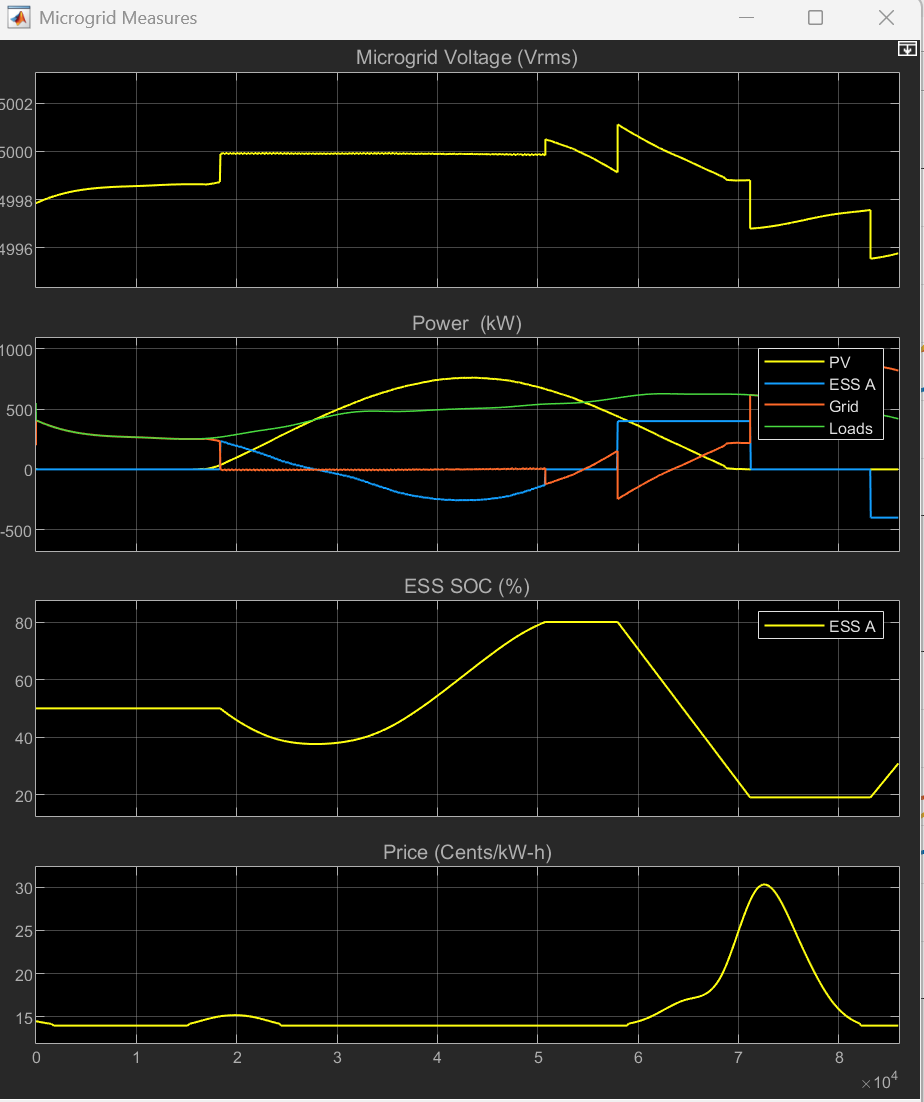 Microgrid Measures
Microgrid Voltage (Vrms)
5002
5000
4998
4996
Power (kW)
1000
500
0
-500
PV
ESS A
Grid
Loads
ESS SOC (%)
80
60
40
20
ESS A
Price (Cents/kW-h)
30
25
20
15
0 1 2 3 4 5 6 7 8
×10⁴